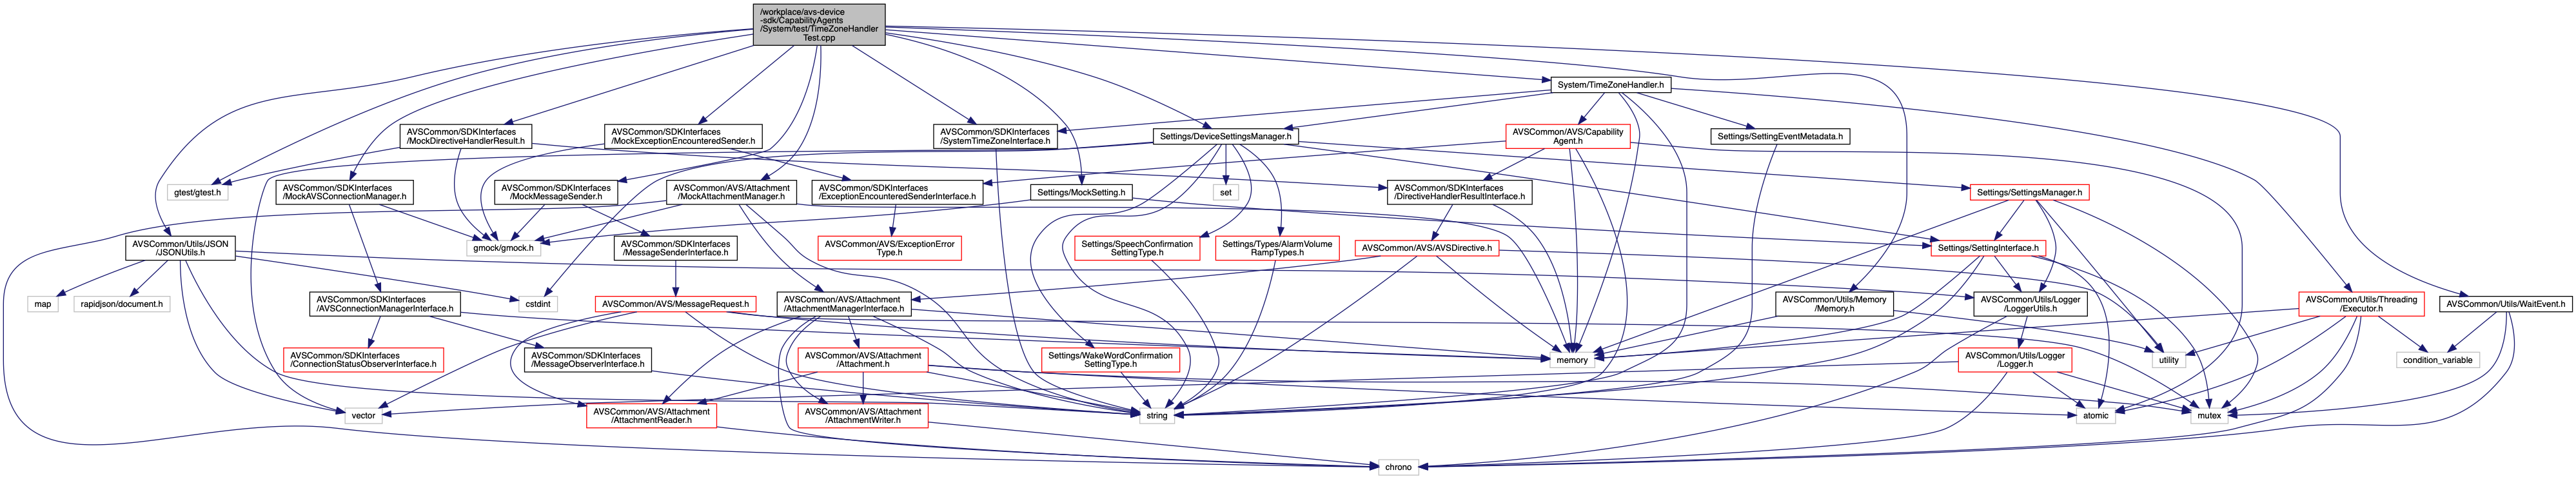 /workplace/avs-device
-sdk/CapabilityAgents
/System/test/TimeZoneHandler
Test.cpp
System/TimeZoneHandler.h
AVSCommon/SDKInterfaces
/MockDirectiveHandlerResult.h
AVSCommon/SDKInterfaces
/MockExceptionEncounteredSender.h
AVSCommon/SDKInterfaces
/SystemTimeZoneInterface.h
Settings/DeviceSettingsManager.h
AVSCommon/AVS/Capability
Agent.h
Settings/SettingEventMetadata.h
gtest/gtest.h
AVSCommon/SDKInterfaces
/MockAVSConnectionManager.h
AVSCommon/SDKInterfaces
/MockMessageSender.h
AVSCommon/AVS/Attachment
/MockAttachmentManager.h
AVSCommon/SDKInterfaces
/ExceptionEncounteredSenderInterface.h
Settings/MockSetting.h
set
AVSCommon/SDKInterfaces
/DirectiveHandlerResultInterface.h
Settings/SettingsManager.h
AVSCommon/Utils/JSON
/JSONUtils.h
gmock/gmock.h
AVSCommon/SDKInterfaces
/MessageSenderInterface.h
AVSCommon/AVS/ExceptionError
Type.h
Settings/SpeechConfirmation
SettingType.h
Settings/Types/AlarmVolume
RampTypes.h
AVSCommon/AVS/AVSDirective.h
Settings/SettingInterface.h
map
rapidjson/document.h
AVSCommon/SDKInterfaces
/AVSConnectionManagerInterface.h
cstdint
AVSCommon/AVS/MessageRequest.h
AVSCommon/AVS/Attachment
/AttachmentManagerInterface.h
AVSCommon/Utils/Memory
/Memory.h
AVSCommon/Utils/Logger
/LoggerUtils.h
AVSCommon/Utils/Threading
/Executor.h
AVSCommon/Utils/WaitEvent.h
AVSCommon/SDKInterfaces
/ConnectionStatusObserverInterface.h
AVSCommon/SDKInterfaces
/MessageObserverInterface.h
AVSCommon/AVS/Attachment
/Attachment.h
Settings/WakeWordConfirmation
SettingType.h
memory
AVSCommon/Utils/Logger
/Logger.h
utility
condition_variable
vector
AVSCommon/AVS/Attachment
/AttachmentReader.h
AVSCommon/AVS/Attachment
/AttachmentWriter.h
string
atomic
mutex
chrono